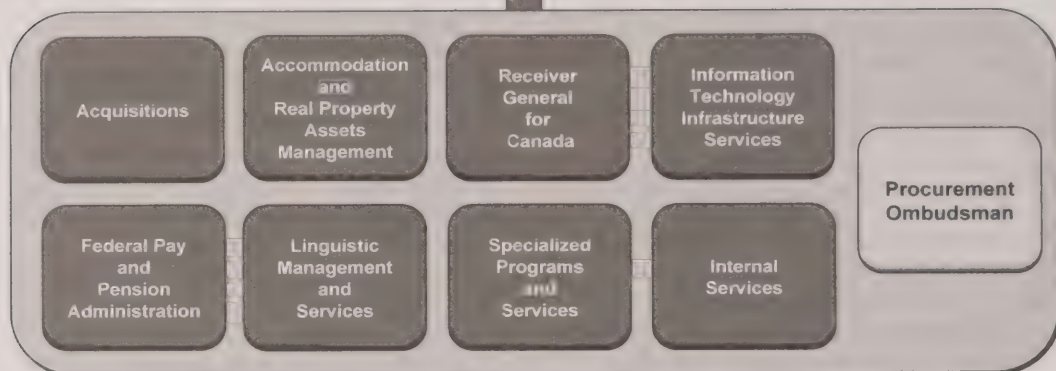 Acquisitions
Accommodation
and
Real Property
Assets
Management
Receiver
General
for
Canada
Information
Technology
Infrastructure
Services
Procurement
Ombudsman
Federal Pay
and
Pension
Administration
Linguistic
Management
and
Services
Specialized
Programs
and
Services
Internal
Services